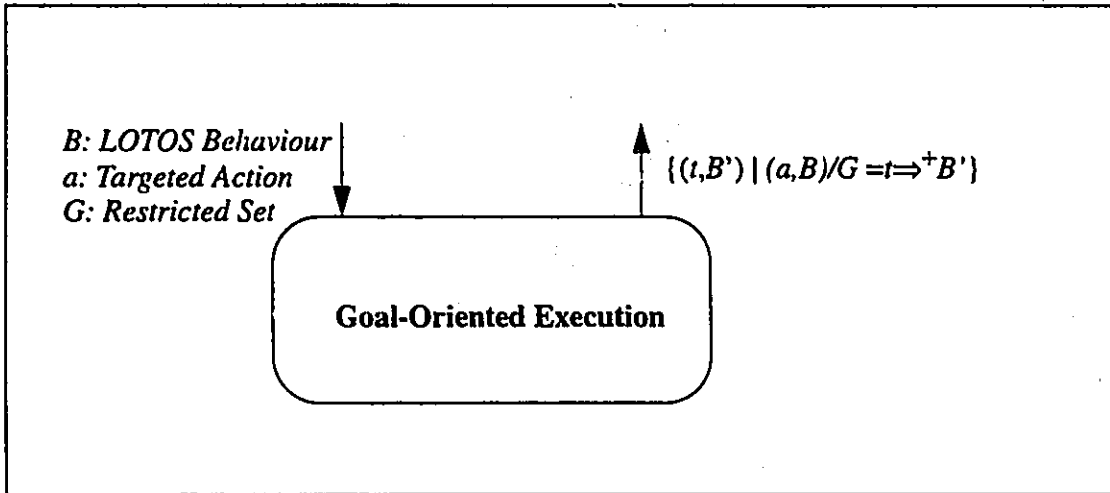 B: LOTOS Behaviour
a: Targeted Action
G: Restricted Set
{(t,B’) | (a,B)/G =t⇒⁺B’}
Goal-Oriented Execution